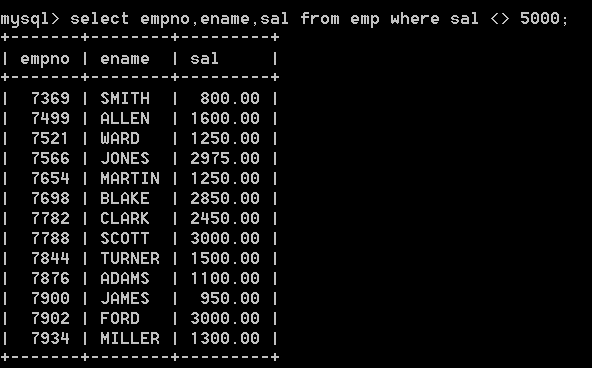 mysql> select empno,ename,sal from emp where sal <> 5000;
+-------+--------+---------+
| empno | ename  | sal     |
+-------+--------+---------+
|  7369 | SMITH  |  800.00 |
|  7499 | ALLEN  | 1600.00 |
|  7521 | WARD   | 1250.00 |
|  7566 | JONES  | 2975.00 |
|  7654 | MARTIN | 1250.00 |
|  7698 | BLAKE  | 2850.00 |
|  7782 | CLARK  | 2450.00 |
|  7788 | SCOTT  | 3000.00 |
|  7844 | TURNER | 1500.00 |
|  7876 | ADAMS  | 1100.00 |
|  7900 | JAMES  |  950.00 |
|  7902 | FORD   | 3000.00 |
|  7934 | MILLER | 1300.00 |
+-------+--------+---------+